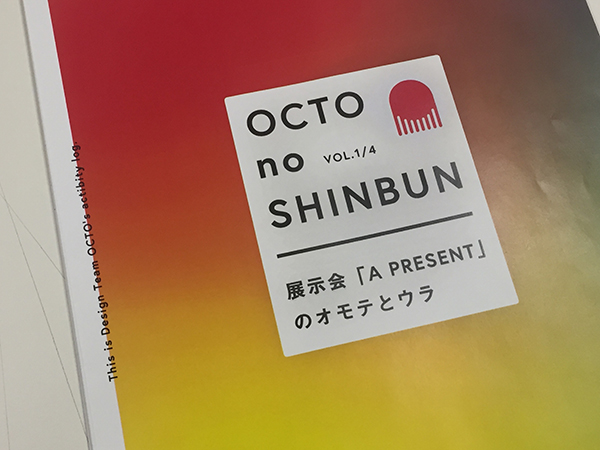 OCTO
no VOL.1/4
SHINBUN
展示会「A PRESENT」
のオモテとウラ
This is Design Team OCTO's actibity log.